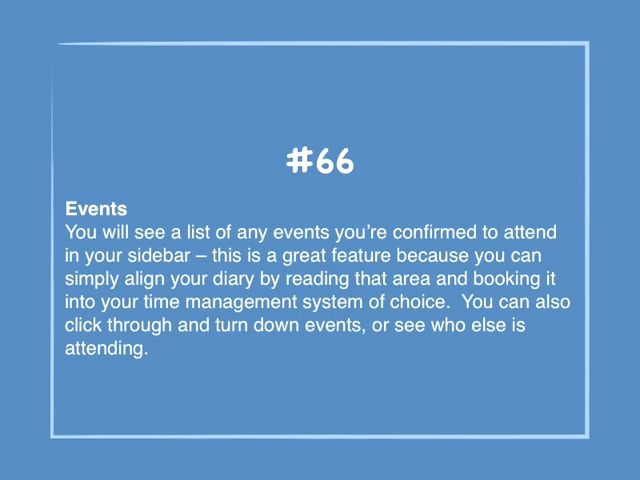 #66
Events
You will see a list of any events you’re confirmed to attend
in your sidebar – this is a great feature because you can
simply align your diary by reading that area and booking it
into your time management system of choice.  You can also
click through and turn down events, or see who else is
attending.